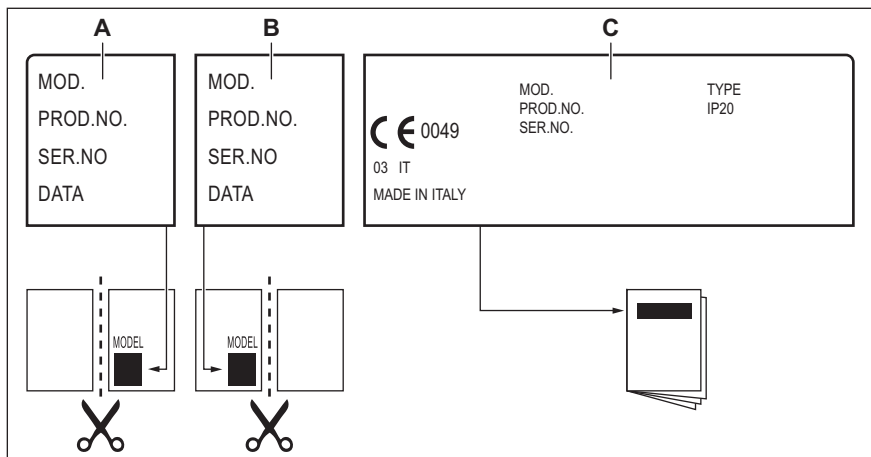 A
B
C
MOD.
PROD.NO.
SER.NO
DATA
MOD.
PROD.NO.
SER.NO
DATA
MOD.
PROD.NO.
SER.NO.
TYPE
IP20
CE 0049
03 IT
MADE IN ITALY
MODEL
MODEL